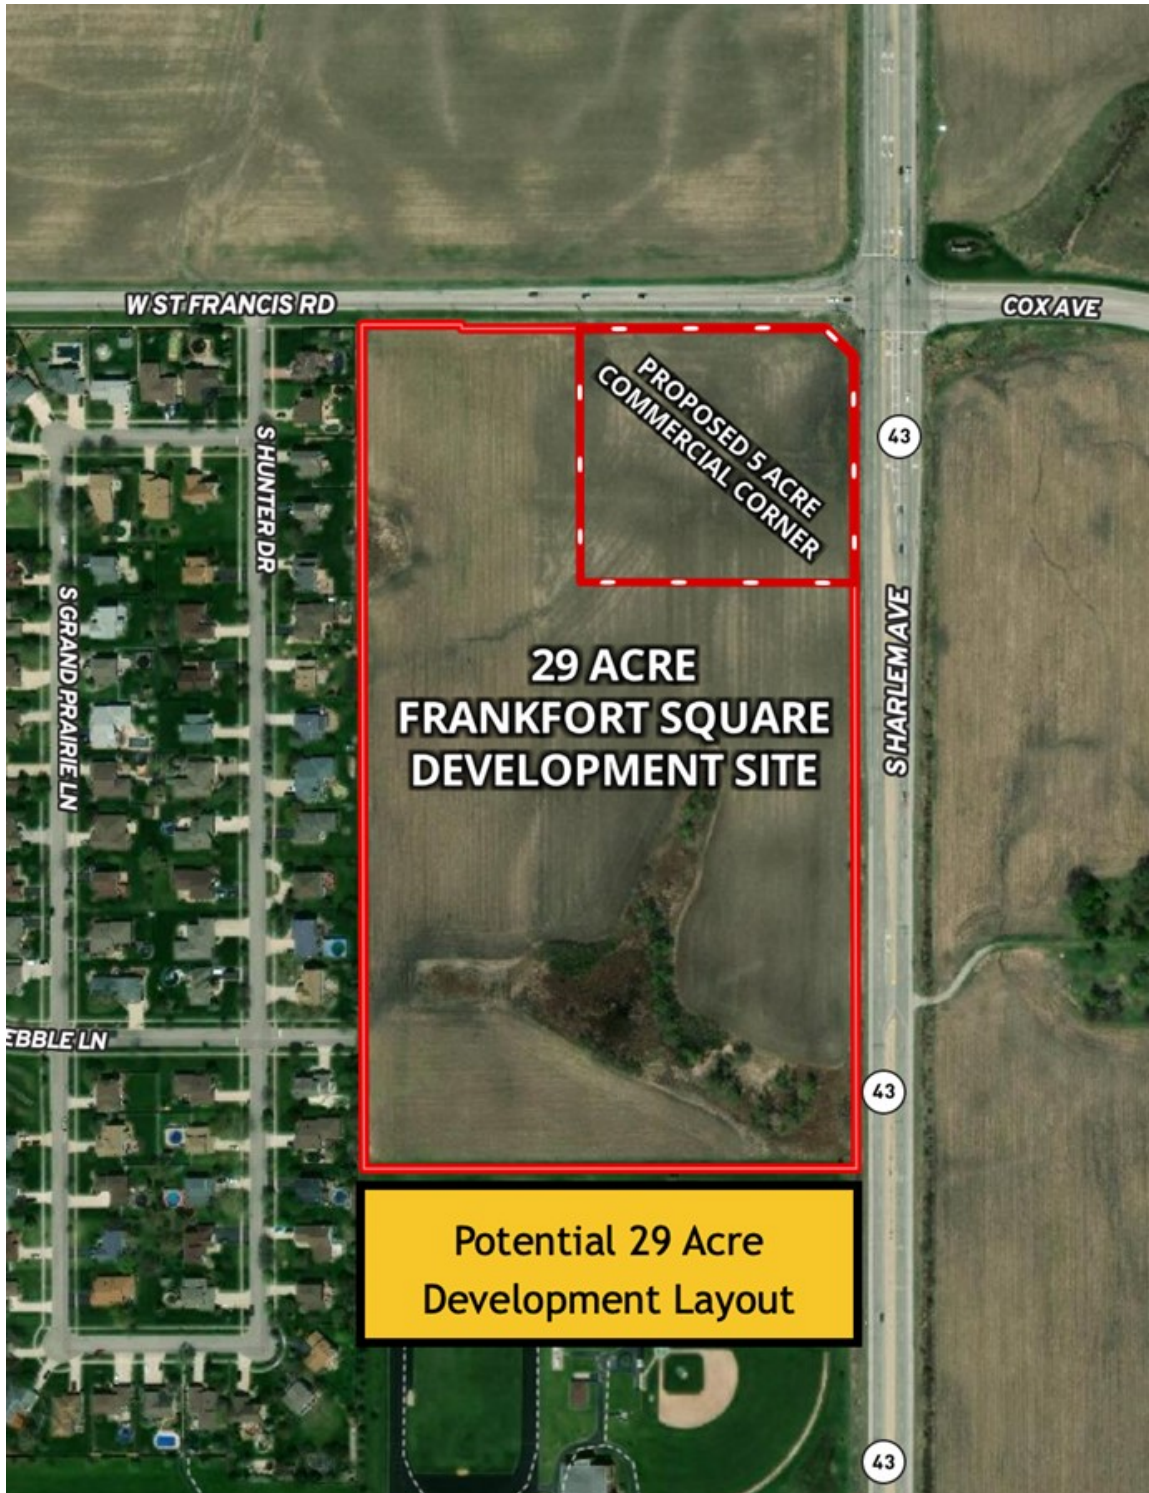 W ST FRANCIS RD
COX AVE
PROPOSED 5 ACRE
COMMERCIAL CORNER
43
S HUNTER DR
S GRAND PRAIRIE LN
S HARLEM AVE
29 ACRE
FRANKFORT SQUARE
DEVELOPMENT SITE
EBBLE LN
43
Potential 29 Acre
Development Layout
43